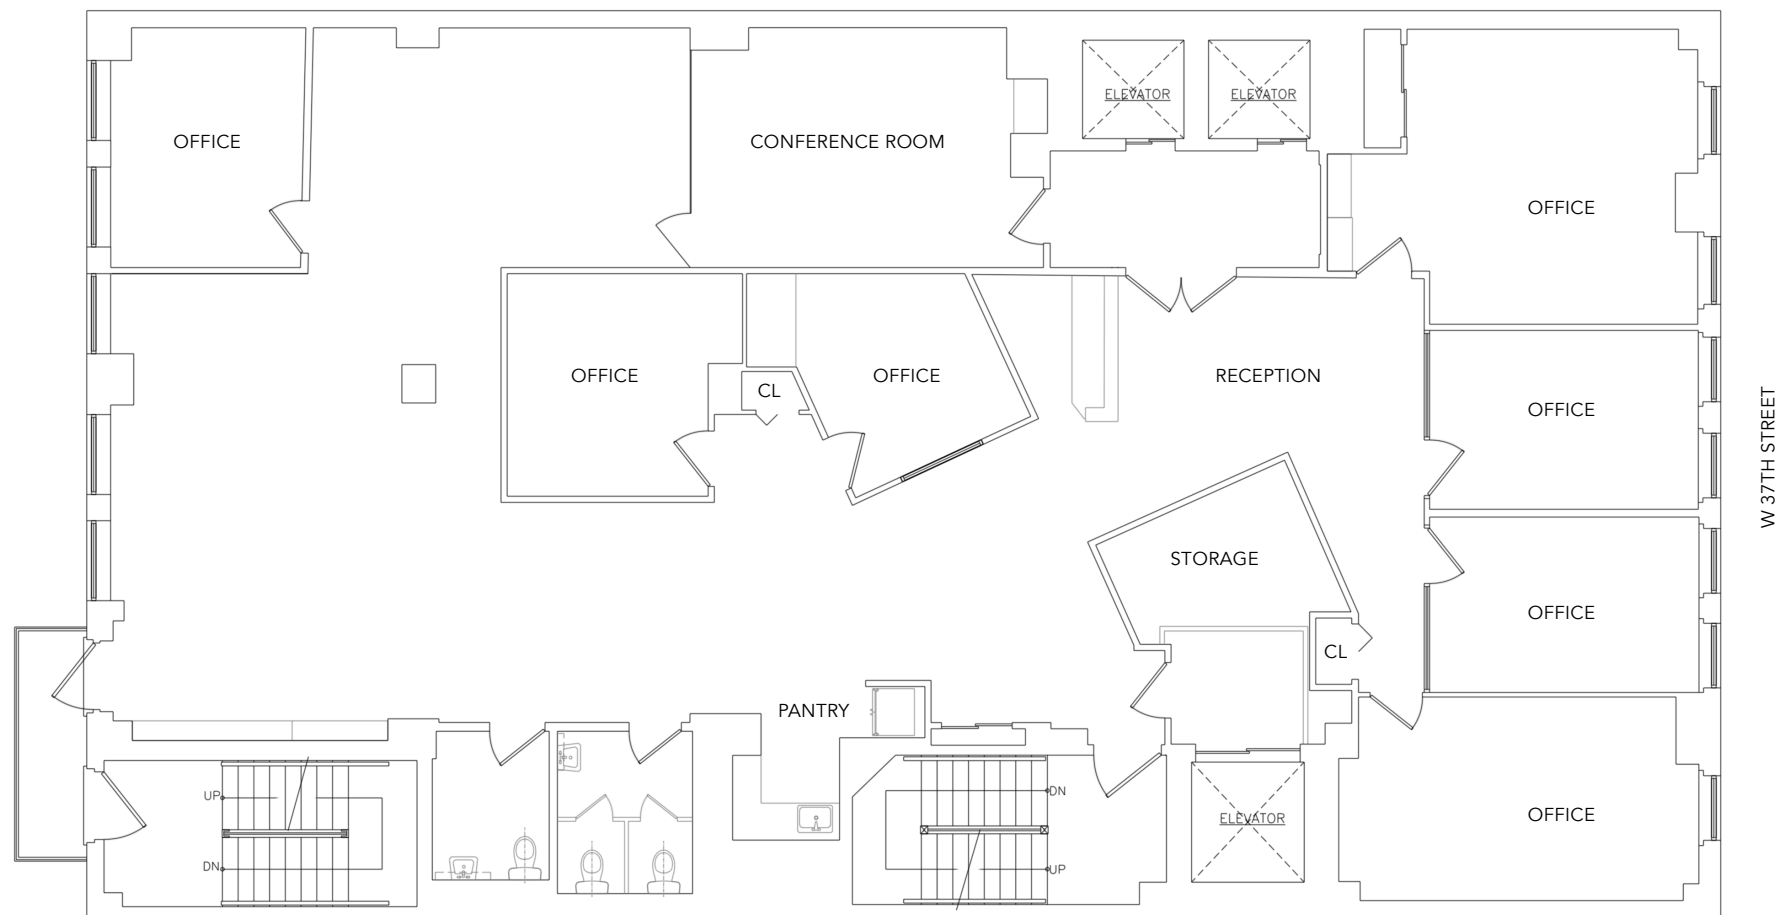 ELEVATOR
ELEVATOR
OFFICE
CONFERENCE ROOM
OFFICE
OFFICE
CL
OFFICE
RECEPTION
OFFICE
W 37TH STREET
STORAGE
OFFICE
CL
PANTRY
UP
DN
DN
UP
ELEVATOR
OFFICE